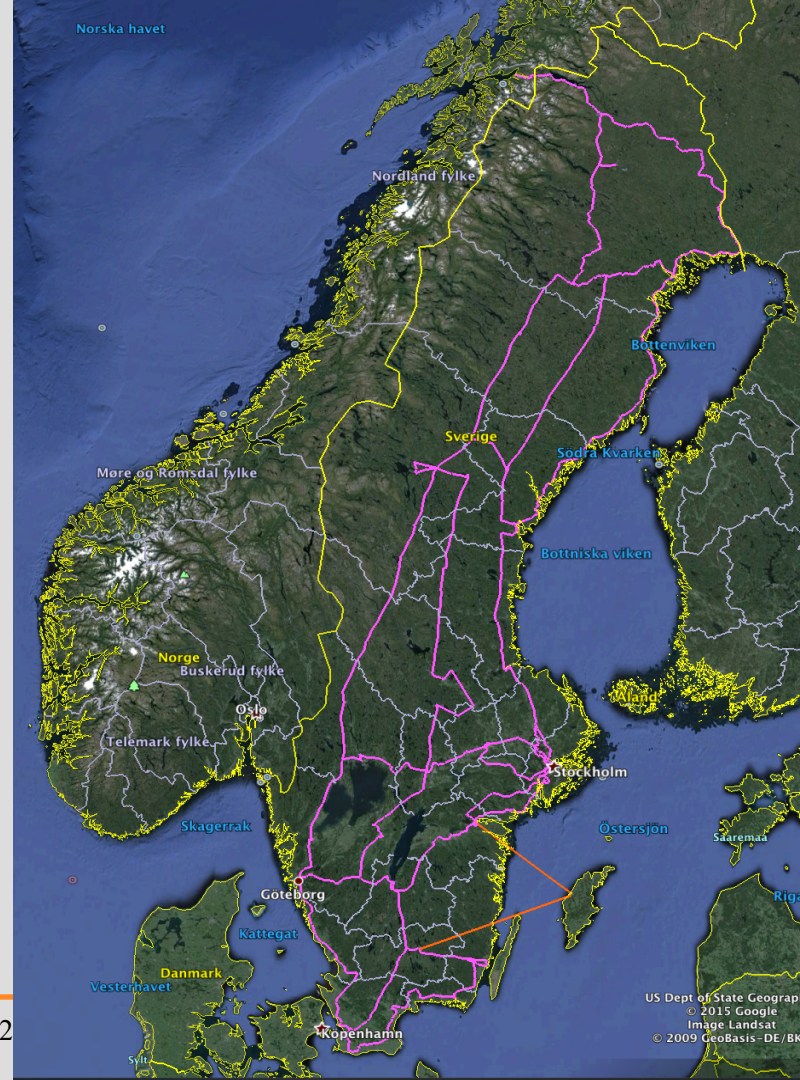 Norska havet
Nordland fylke
Bottenviken
Sverige
Södra Kvarken
Møre og Romsdal fylke
Bottniska viken
Norge
Buskerud fylke
Åland
Oslo
Telemark fylke
Stockholm
Skagerrak
Östersjön
Saaremaa
Göteborg
Riga
Kattegat
Danmark
Vesterhavet
US Dept of State Geograph
© 2015 Google
Image Landsat
© 2009 GeoBasis-DE/BK
2
Köpenhamn
Sylt